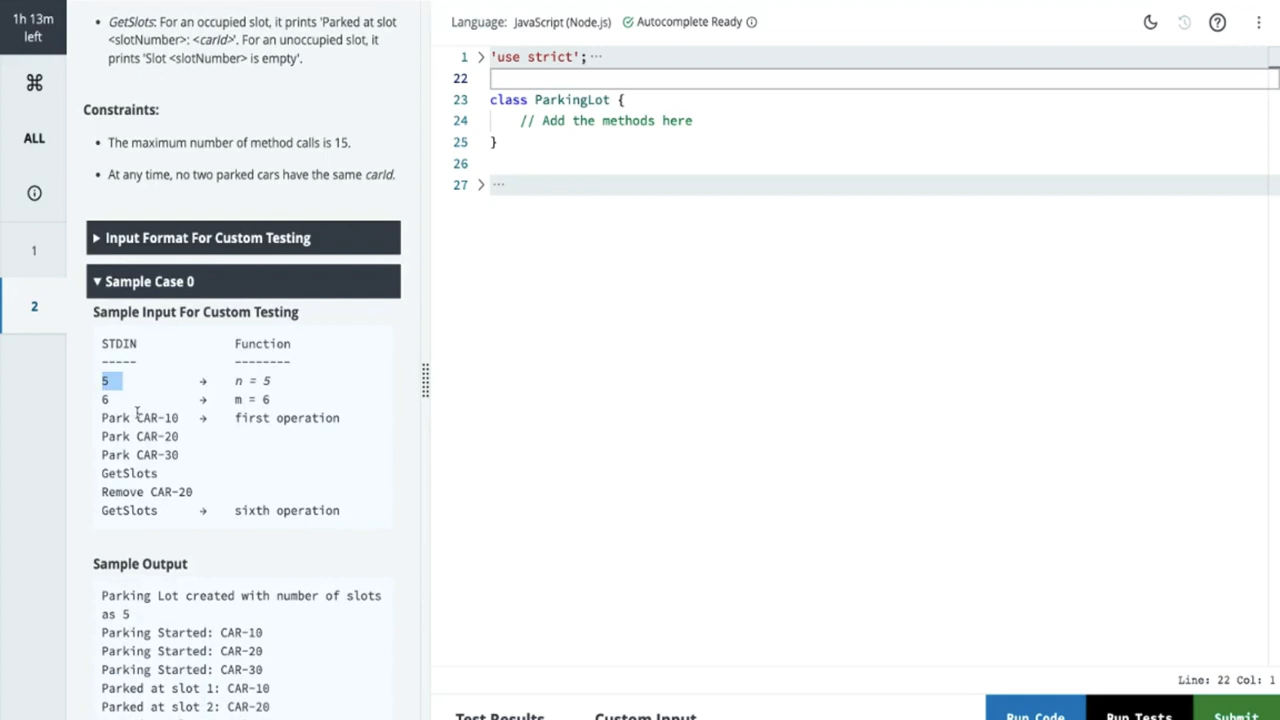 1h 13m
left
ALL
1
2
• GetSlots: For an occupied slot, it prints 'Parked at slot
<slotNumber>: <carId>'. For an unoccupied slot, it
prints 'Slot <slotNumber> is empty'.
Constraints:
• The maximum number of method calls is 15.
• At any time, no two parked cars have the same carId.
Input Format For Custom Testing
Sample Case 0
Sample Input For Custom Testing
STDIN Function
----- --------
5 → n = 5
6 → m = 6
Park CAR-10 → first operation
Park CAR-20
Park CAR-30
GetSlots
Remove CAR-20
GetSlots → sixth operation
Sample Output
Parking Lot created with number of slots
as 5
Parking Started: CAR-10
Parking Started: CAR-20
Parking Started: CAR-30
Parked at slot 1: CAR-10
Parked at slot 2: CAR-20
Language: JavaScript (Node.js) Autocomplete Ready
1 'use strict'; ···
22
23 class ParkingLot {
24 // Add the methods here
25 }
26
27 ···
Line: 22 Col: 1
Test Results Custom Input Run Code Run Tests Submit